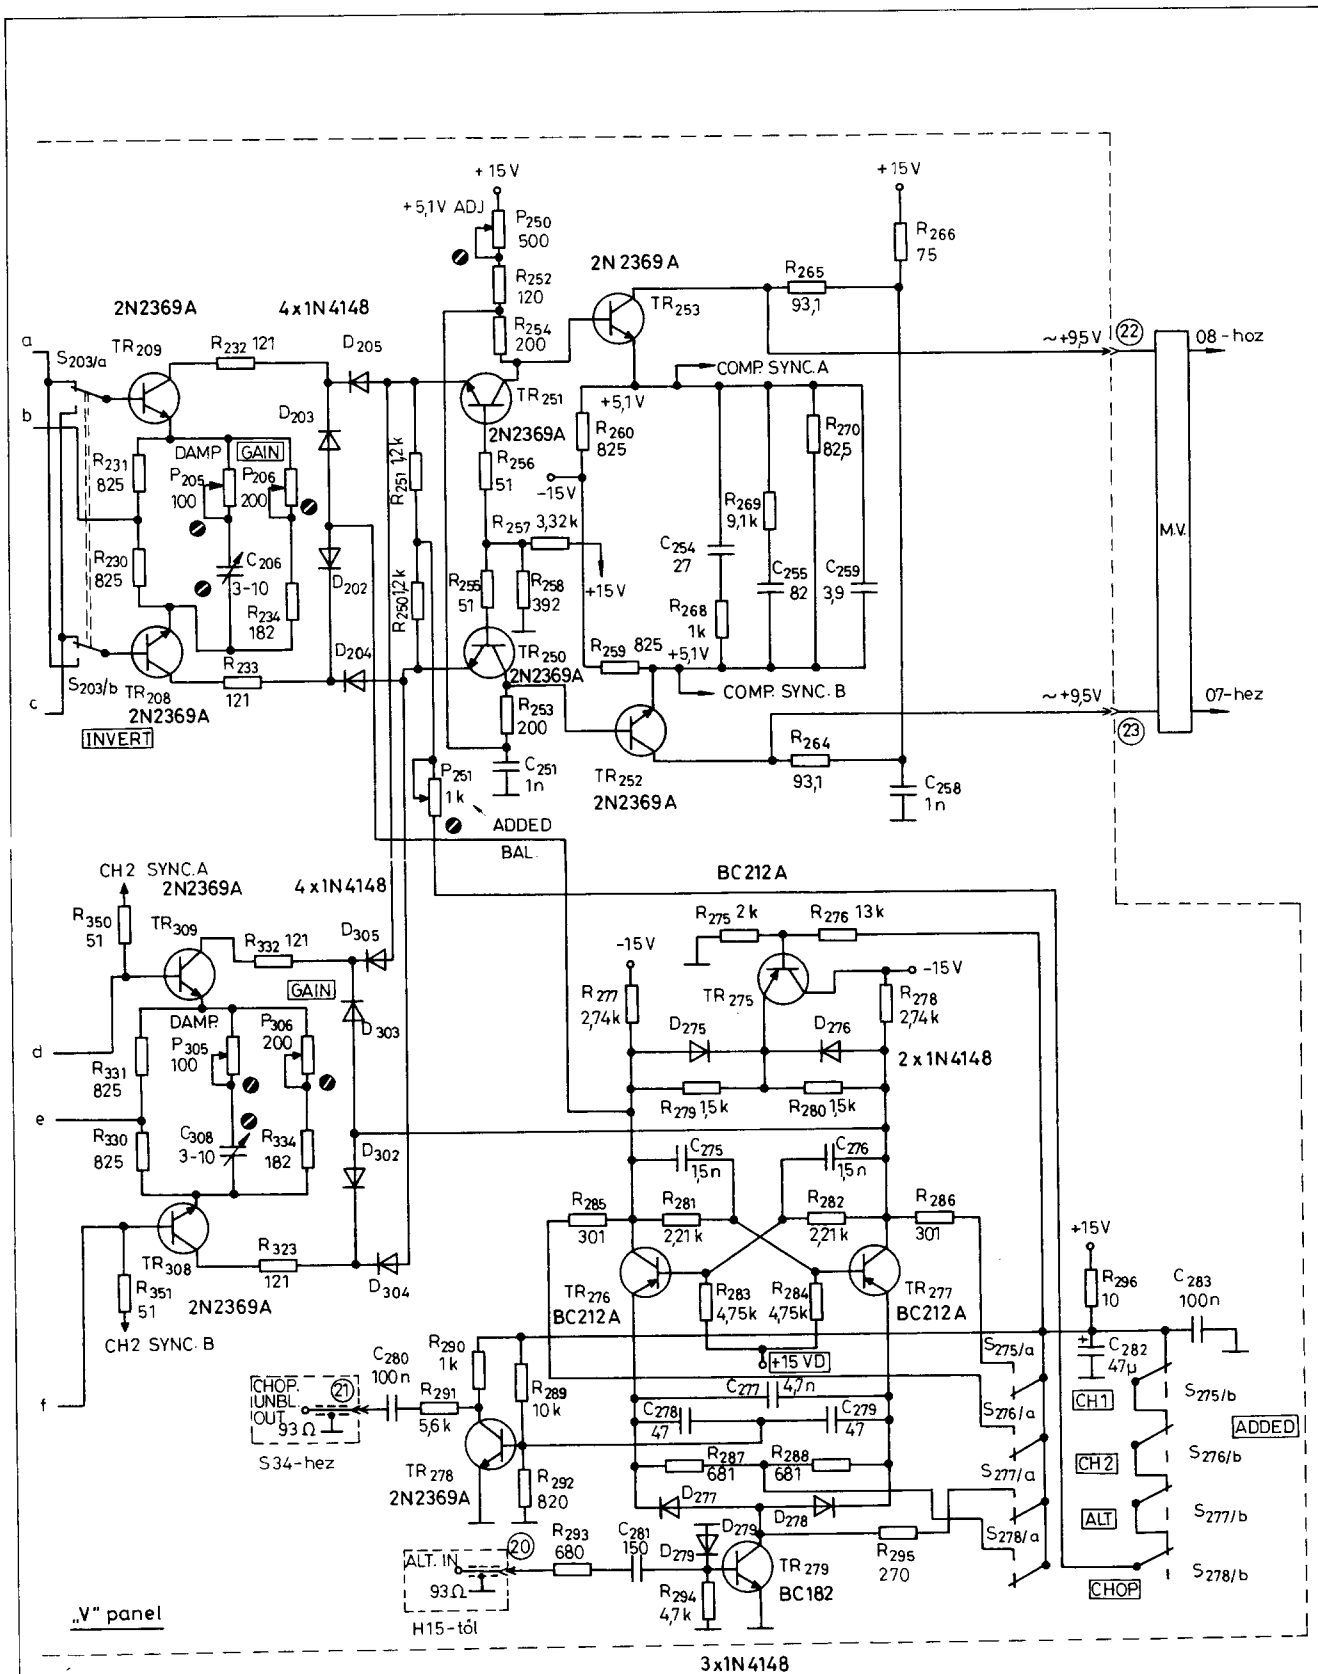 +15V
+5,1V ADJ
P250
500
R252
120
R254
200
2N2369A
TR253
+15V
R266
75
R265
93,1
2N2369A
4x1N4148
a
S203/a
TR209
R232 121
D205
D203
b
DAMP.
GAIN
R231
825
P205
100
P206
200
R230
825
C206
3-10
R234
182
D202
D204
S203/b
TR208
2N2369A
R233
121
c
INVERT
R251 1,2k
R250 1,2k
TR251
2N2369A
R256
51
R257 3,32k
+15V
R255
51
R258
392
TR250
2N2369A
R253
200
C251
1n
COMP. SYNC. A
+5,1V
R260
825
-15V
C254
27
R269
9,1k
R270
82,5
C255
82
C259
3,9
R268
1k
R259 825
+5,1V
COMP. SYNC. B
TR252
2N2369A
R264
93,1
C258
1n
~+9,5V
22
08-hoz
M.V.
~+9,5V
23
07-hez
P251
1k
ADDED
BAL.
CH2 SYNC. A
2N2369A
4x1N4148
R350
51
TR309
R332 121
D305
GAIN
D303
d
DAMP.
P305
100
P306
200
R331
825
e
R330
825
C308
3-10
R334
182
D302
TR308
R323
121
D304
R351
51
2N2369A
CH2 SYNC. B
f
BC212A
R275 2k
R276 13k
-15V
R277
2,74k
TR275
-15V
R278
2,74k
D275
D276
2x1N4148
R279 1,5k
R280 1,5k
C275
1,5n
C276
1,5n
R285
301
R281
2,21k
R282
2,21k
R286
301
TR276
BC212A
R283
4,75k
R284
4,75k
TR277
BC212A
+15VD
C277 4,7n
C278
47
C279
47
R287
681
R288
681
D277
D278
R290
1k
R289
10k
C280
100n
R291
5,6k
CHOP.
UNBL.
OUT
93Ω
21
S34-hez
TR278
2N2369A
R292
820
ALT. IN
93Ω
20
H15-től
R293
680
C281
150
D279
D279
R294
4,7k
TR279
BC182
R295
270
+15V
R296
10
C283
100n
+
C282
47µ
S275/a
S276/a
S277/a
S278/a
CH1
CH2
ALT
CHOP
S275/b
S276/b
S277/b
S278/b
ADDED
„V” panel
3x1N4148